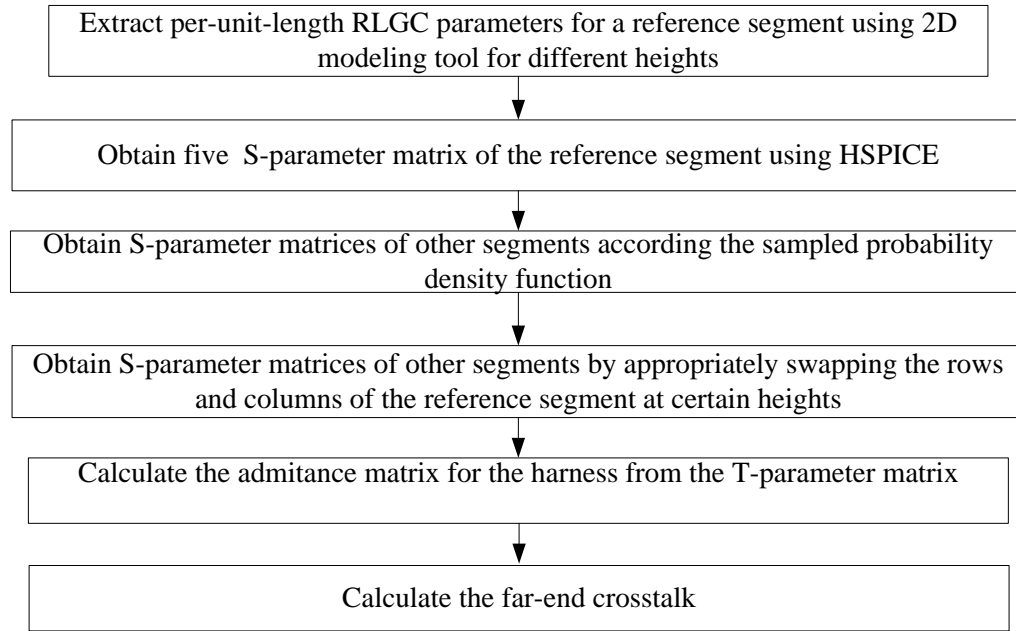 Extract per-unit-length RLGC parameters for a reference segment using 2D
modeling tool for different heights
Obtain five S-parameter matrix of the reference segment using HSPICE
Obtain S-parameter matrices of other segments according the sampled probability
density function
Obtain S-parameter matrices of other segments by appropriately swapping the rows
and columns of the reference segment at certain heights
Calculate the admitance matrix for the harness from the T-parameter matrix
Calculate the far-end crosstalk